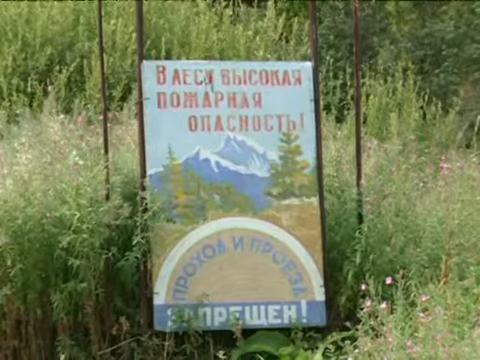 В лесу высокая
пожарная
опасность!
ПРОХОД И ПРОЕЗД
ЗАПРЕЩЕН!